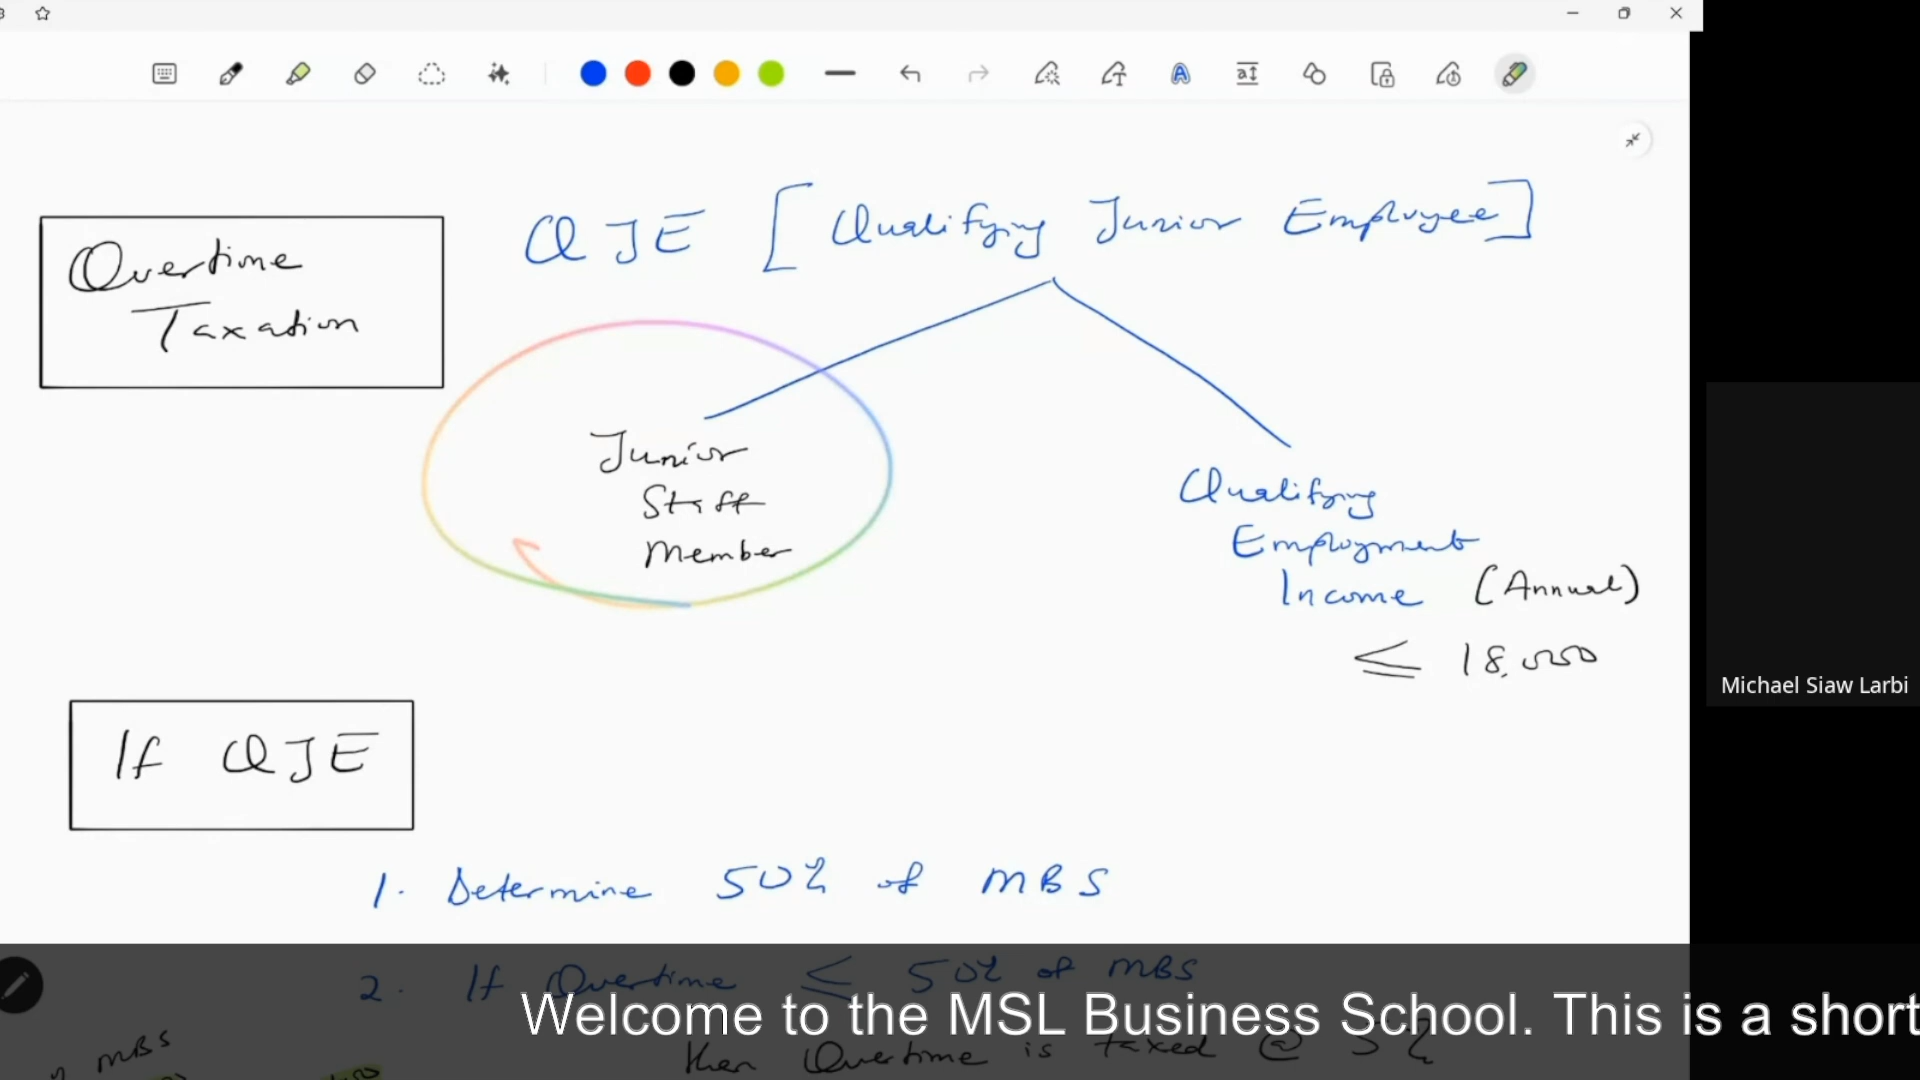 QJE [Qualifying Junior Employee]
Overtime
Taxation
Junior
Staff
Member
Qualifying
Employment
Income (Annual)
≤ 18,000
Michael Siaw Larbi
If QJE
1. Determine 50% of MBS
2. If Overtime ≤ 50% of MBS
Welcome to the MSL Business School. This is a short
then Overtime is taxed @ 5%
MBS